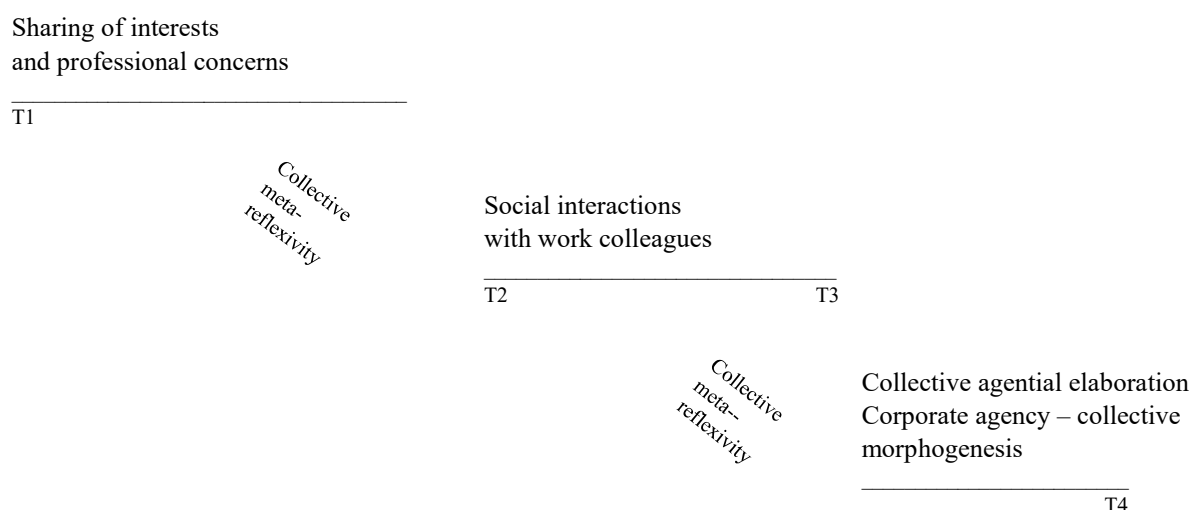 Sharing of interests
and professional concerns
T1
Collective
meta-
reflexivity
Social interactions
with work colleagues
T2 T3
Collective
meta--
reflexivity
Collective agential elaboration
Corporate agency – collective
morphogenesis
T4